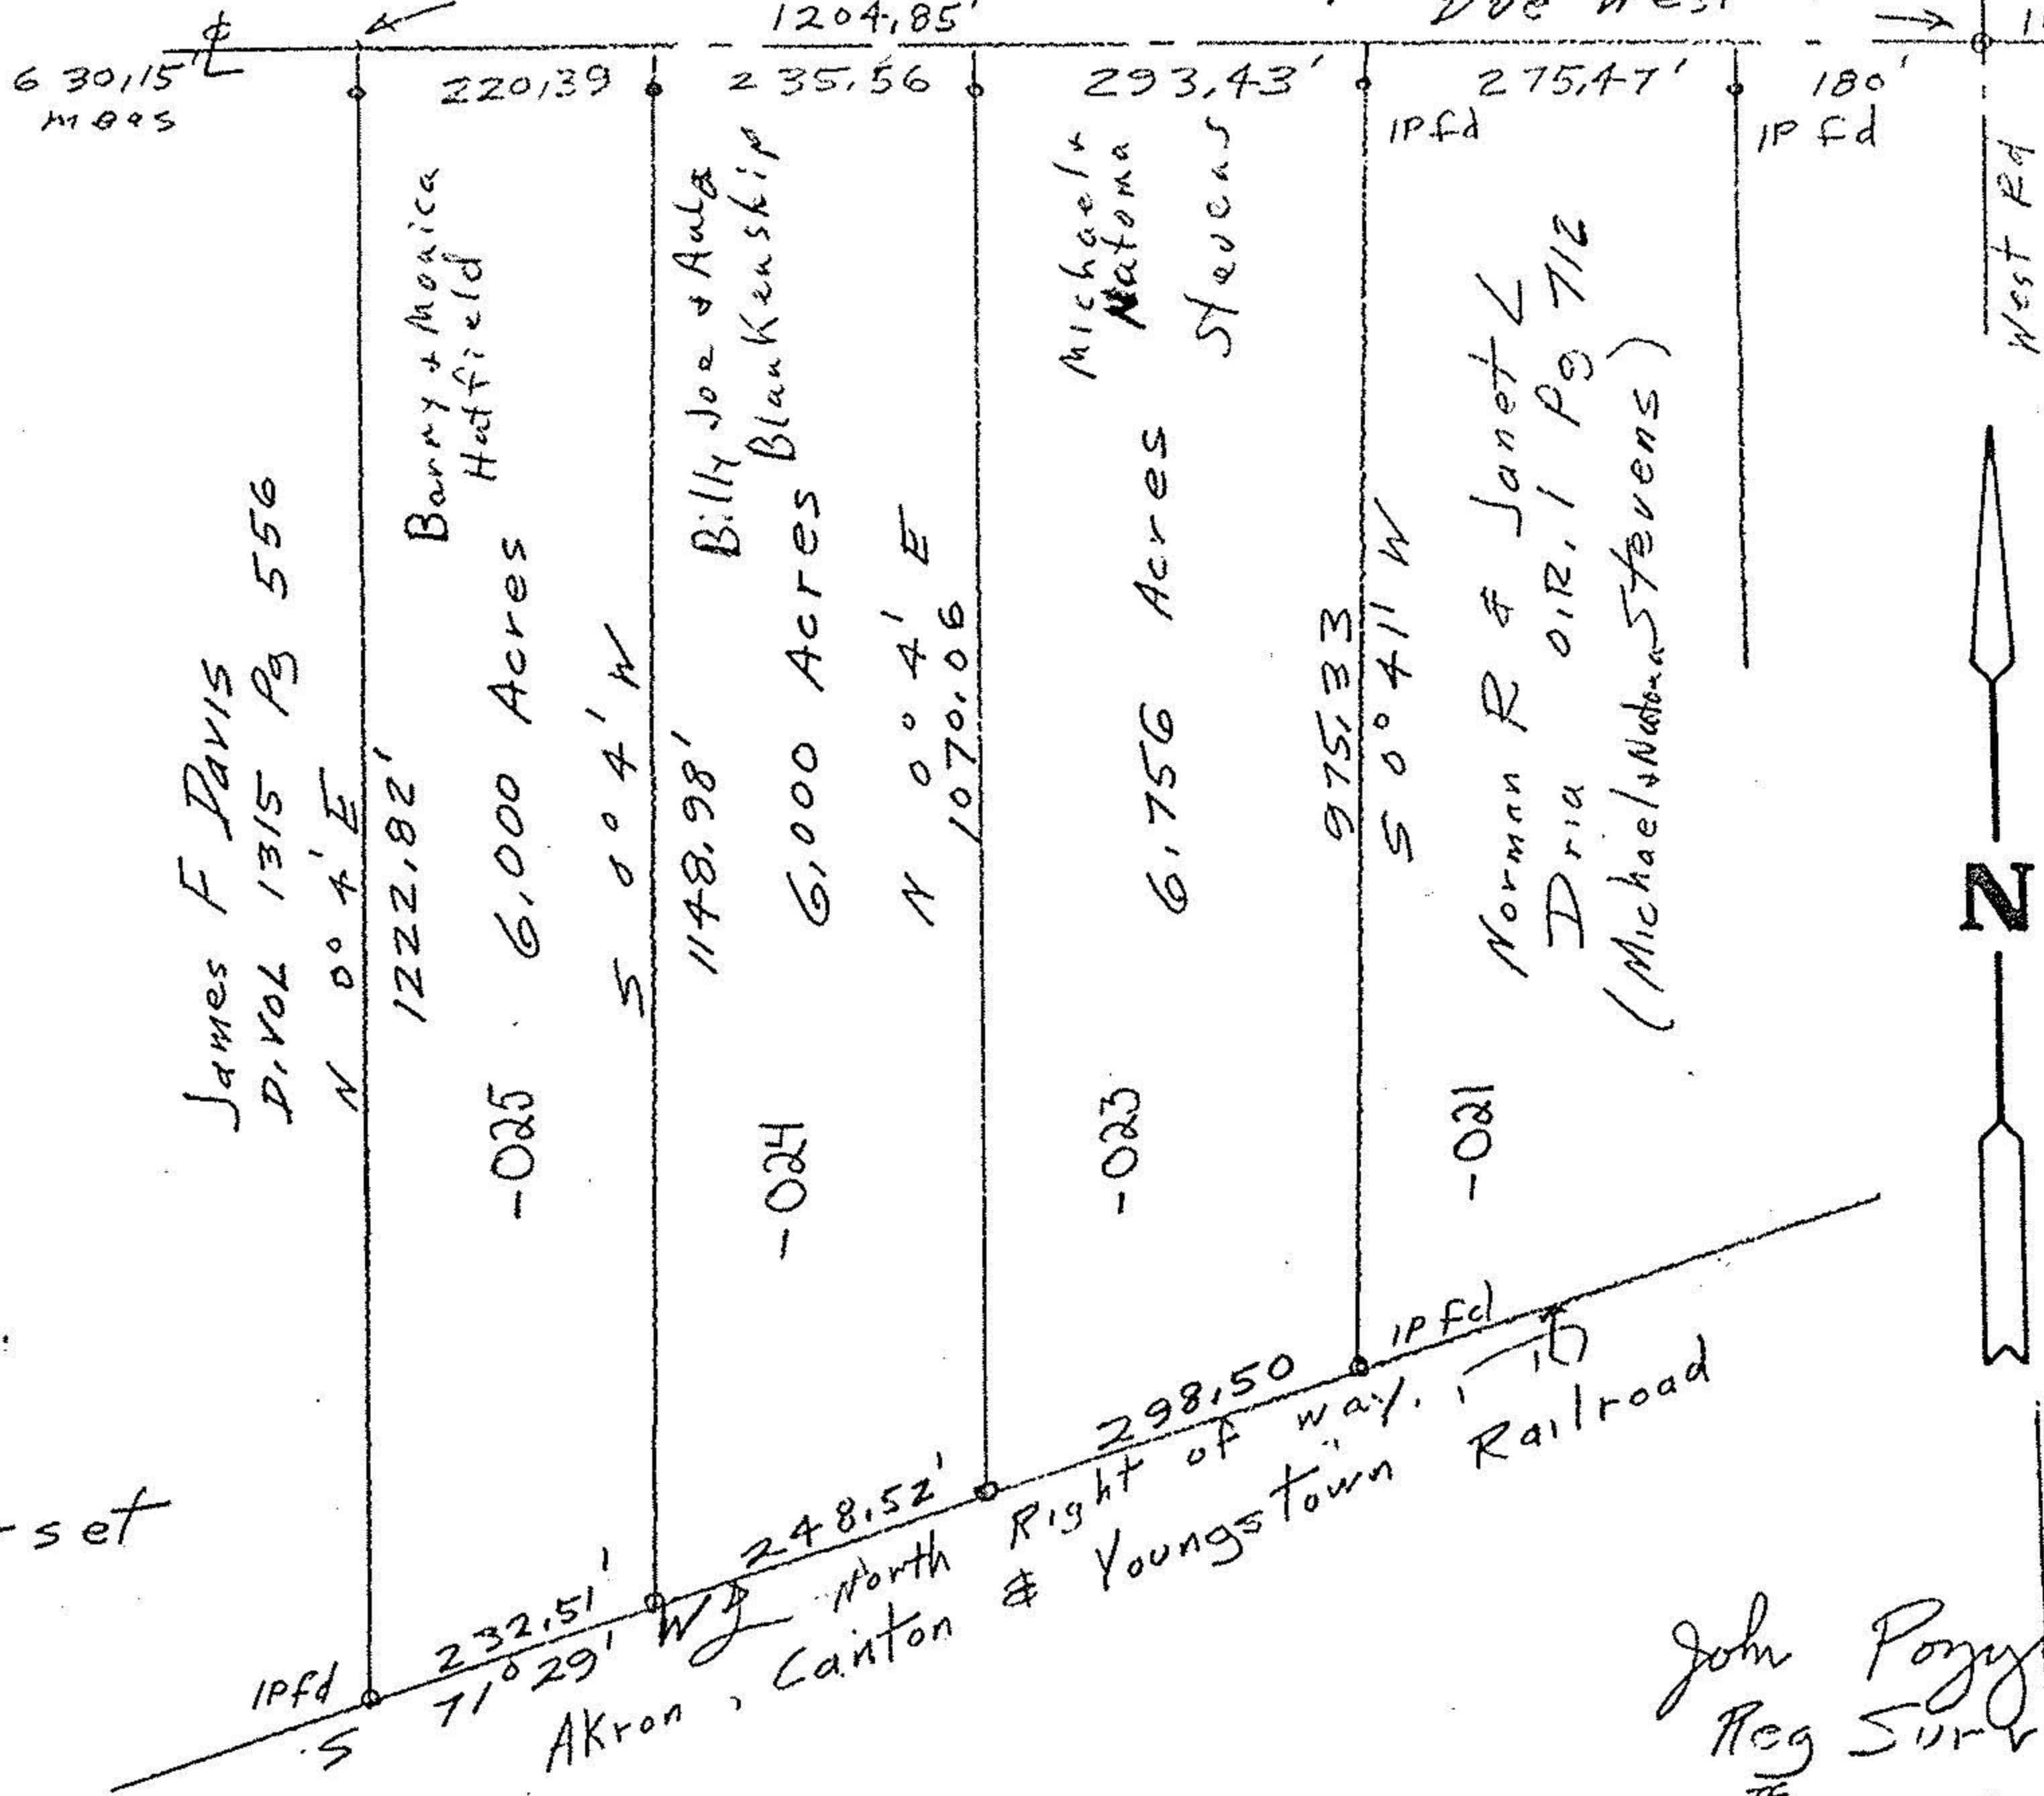 1204.85'
Due West
630.15'
meas
220.39
235.56
293.43'
275.47'
180'
IP fd
IP fd
West Rd
James F Davis
D. VOL 1315 Pg 556
N 0° 4' E
1222.82'
Barry & Monica
Hatfield
6.000 Acres
-025
S 0° 4' W
1148.98'
Billy Joe & Aula
Blankenship
6.000 Acres
-024
N 0° 4' E
1070.06
Michael &
Natoma
Stevens
6.756 Acres
-023
975.33
S 0° 4' W
Norman R & Janet L
Dria O.R. 1 Pg 712
(Michael & Natoma Stevens)
-021
N
set
IPfd
S 71° 29' W
232.51'
248.52'
298.50
IP fd
North Right of way
Akron, Canton & Youngstown Railroad
John
Reg Surv